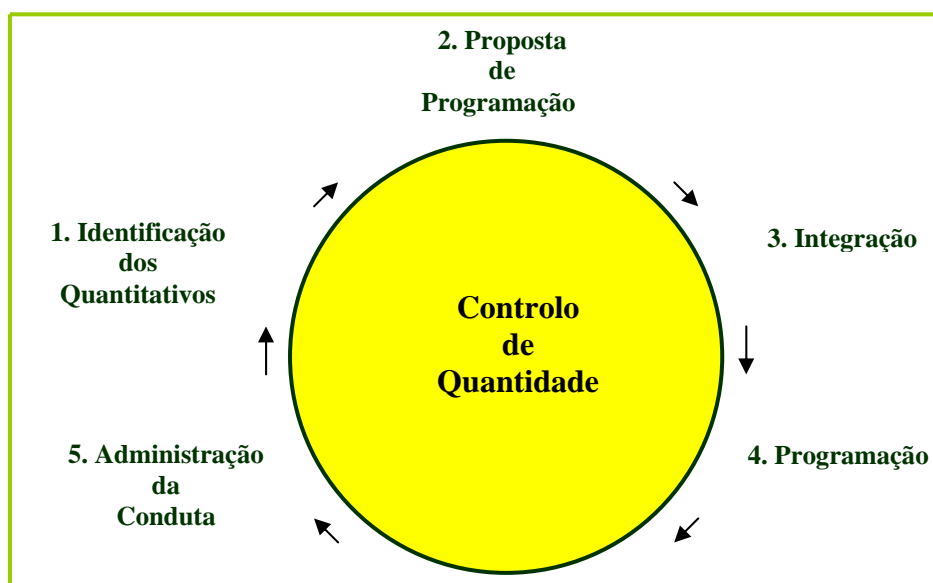 1. Identificação
dos
Quantitativos
2. Proposta
de
Programação
3. Integração
4. Programação
5. Administração
da
Conduta
Controlo
de
Quantidade